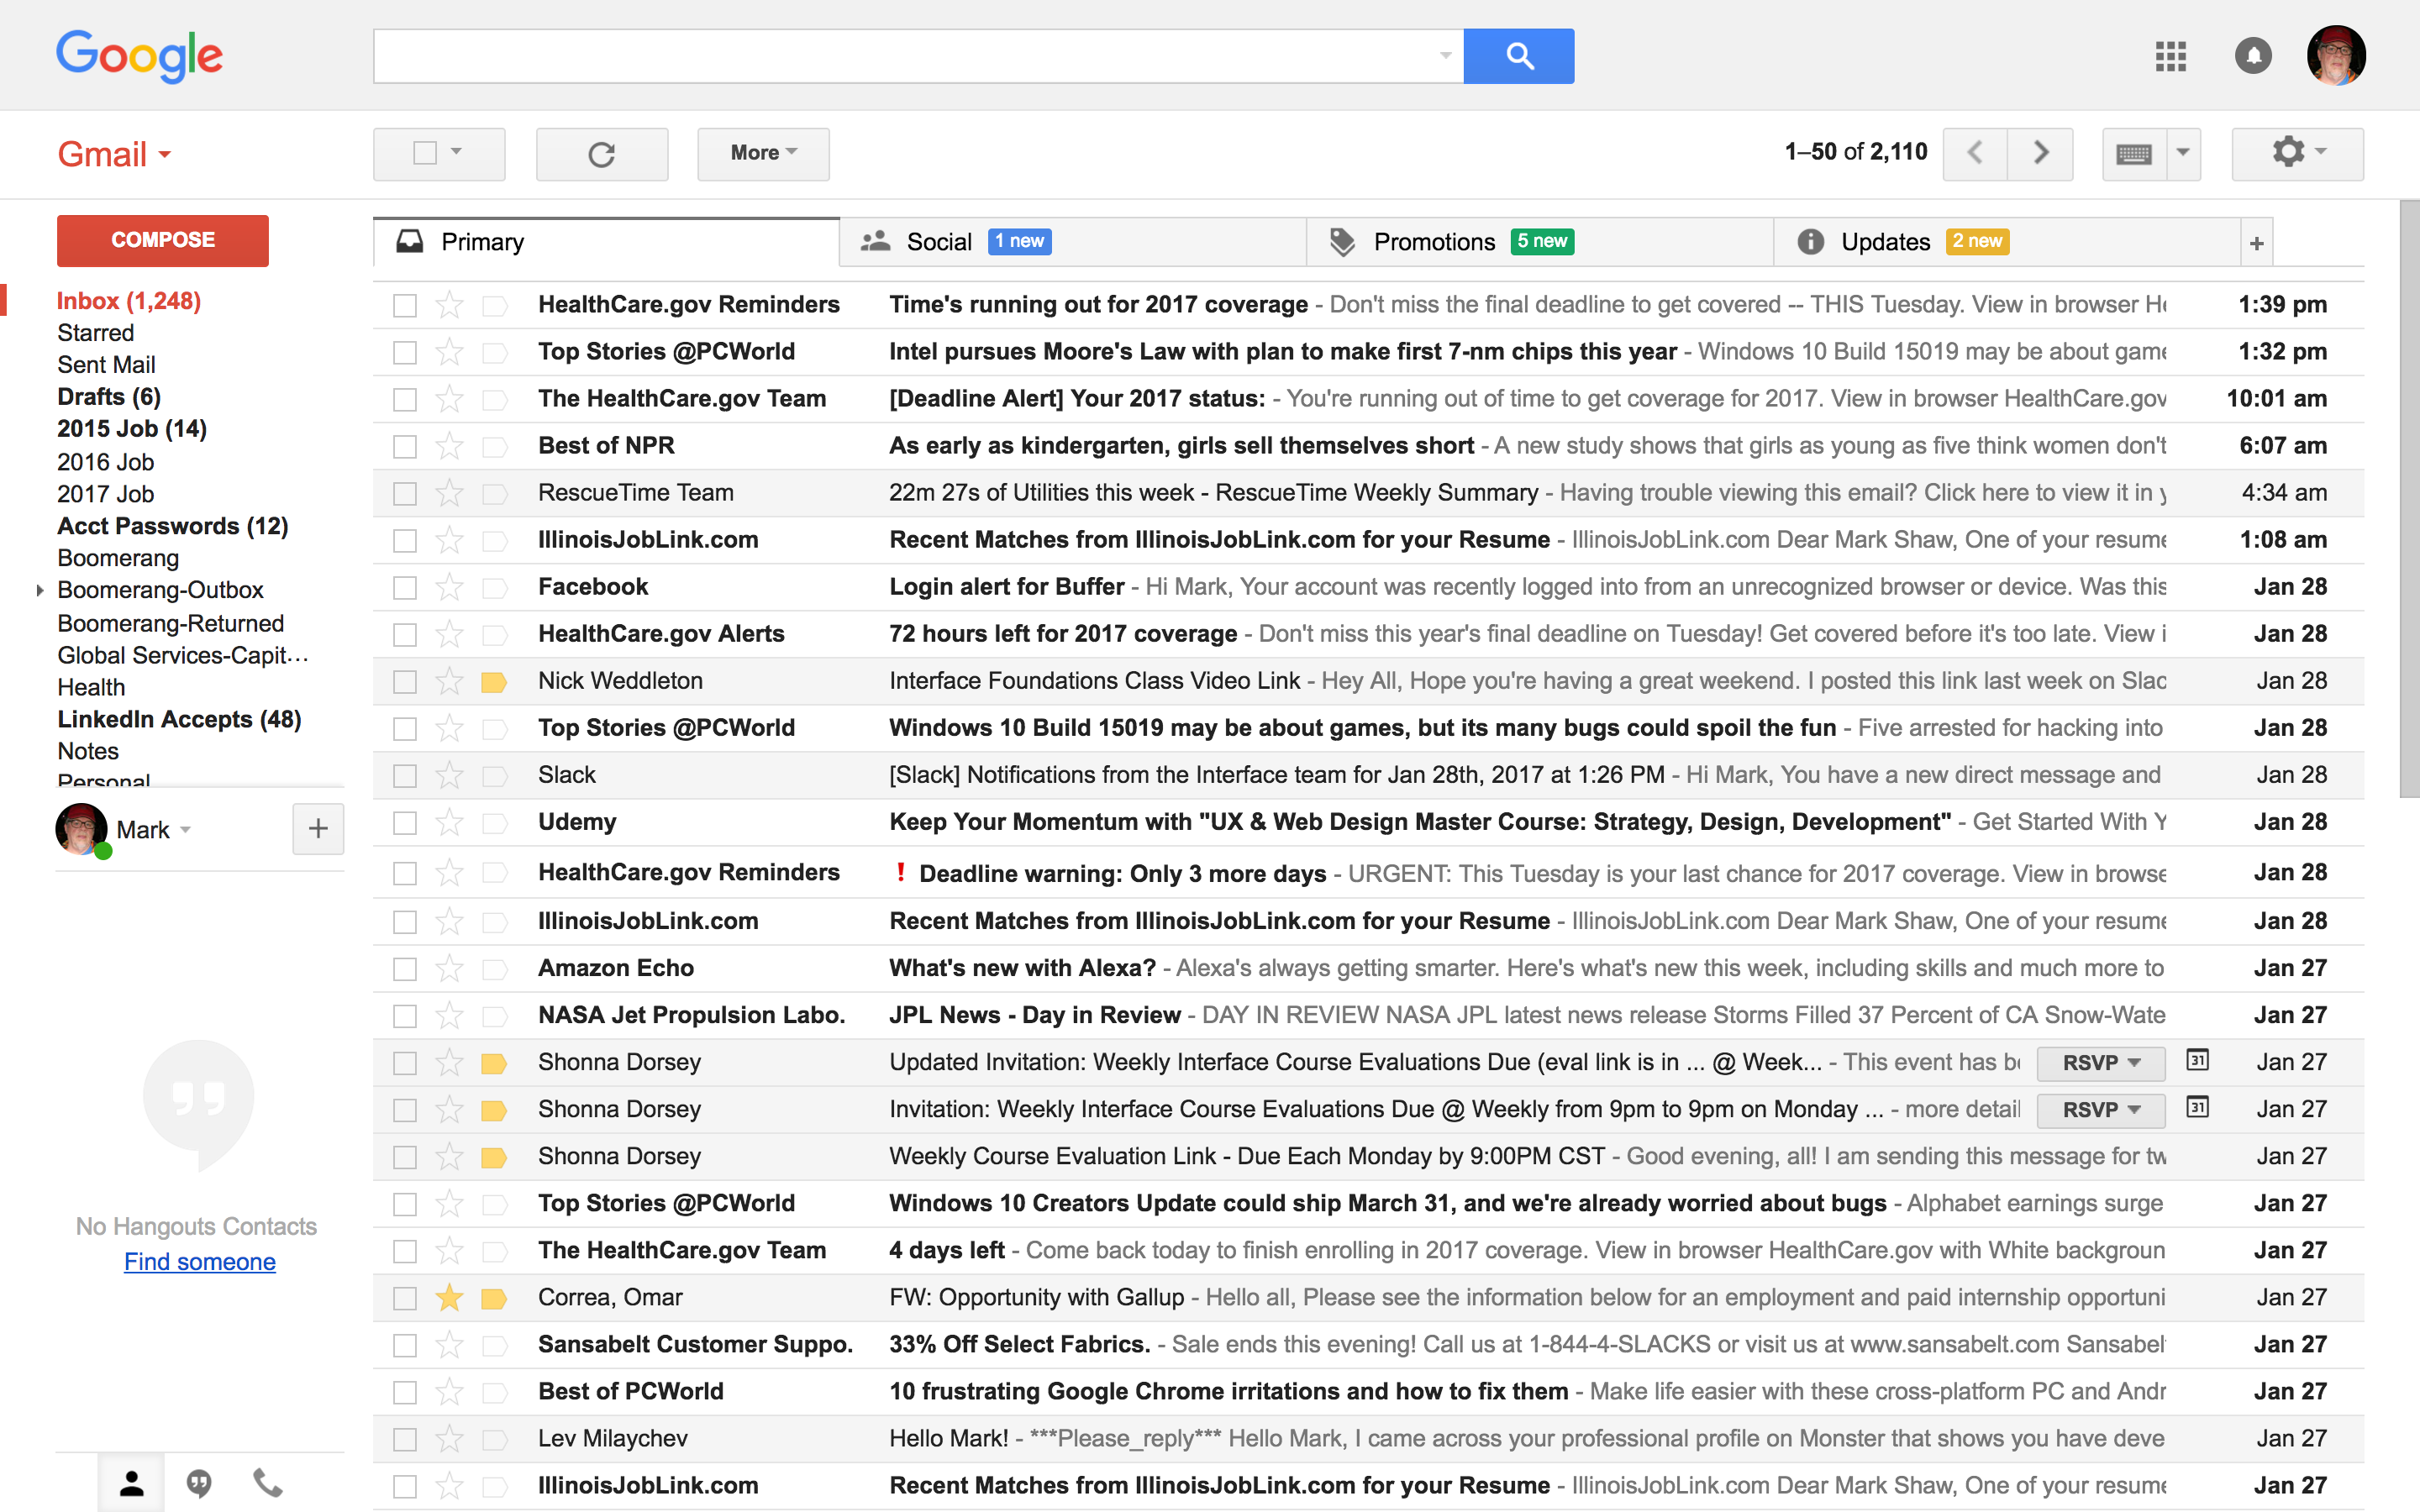 Google
Gmail
More
1–50 of 2,110
COMPOSE
Primary
Social 1 new
Promotions 5 new
Updates 2 new
+
Inbox (1,248)
Starred
Sent Mail
Drafts (6)
2015 Job (14)
2016 Job
2017 Job
Acct Passwords (12)
Boomerang
Boomerang-Outbox
Boomerang-Returned
Global Services-Capit…
Health
LinkedIn Accepts (48)
Notes
Personal
Mark
+
No Hangouts Contacts
Find someone
HealthCare.gov Reminders Time's running out for 2017 coverage - Don't miss the final deadline to get covered -- THIS Tuesday. View in browser He 1:39 pm
Top Stories @PCWorld Intel pursues Moore's Law with plan to make first 7-nm chips this year - Windows 10 Build 15019 may be about game 1:32 pm
The HealthCare.gov Team [Deadline Alert] Your 2017 status: - You're running out of time to get coverage for 2017. View in browser HealthCare.gov 10:01 am
Best of NPR As early as kindergarten, girls sell themselves short - A new study shows that girls as young as five think women don't 6:07 am
RescueTime Team 22m 27s of Utilities this week - RescueTime Weekly Summary - Having trouble viewing this email? Click here to view it in y 4:34 am
IllinoisJobLink.com Recent Matches from IllinoisJobLink.com for your Resume - IllinoisJobLink.com Dear Mark Shaw, One of your resume 1:08 am
Facebook Login alert for Buffer - Hi Mark, Your account was recently logged into from an unrecognized browser or device. Was this Jan 28
HealthCare.gov Alerts 72 hours left for 2017 coverage - Don't miss this year's final deadline on Tuesday! Get covered before it's too late. View i Jan 28
Nick Weddleton Interface Foundations Class Video Link - Hey All, Hope you're having a great weekend. I posted this link last week on Slac Jan 28
Top Stories @PCWorld Windows 10 Build 15019 may be about games, but its many bugs could spoil the fun - Five arrested for hacking into Jan 28
Slack [Slack] Notifications from the Interface team for Jan 28th, 2017 at 1:26 PM - Hi Mark, You have a new direct message and Jan 28
Udemy Keep Your Momentum with "UX & Web Design Master Course: Strategy, Design, Development" - Get Started With Y Jan 28
HealthCare.gov Reminders ! Deadline warning: Only 3 more days - URGENT: This Tuesday is your last chance for 2017 coverage. View in browse Jan 28
IllinoisJobLink.com Recent Matches from IllinoisJobLink.com for your Resume - IllinoisJobLink.com Dear Mark Shaw, One of your resume Jan 28
Amazon Echo What's new with Alexa? - Alexa's always getting smarter. Here's what's new this week, including skills and much more to Jan 27
NASA Jet Propulsion Labo. JPL News - Day in Review - DAY IN REVIEW NASA JPL latest news release Storms Filled 37 Percent of CA Snow-Wate Jan 27
Shonna Dorsey Updated Invitation: Weekly Interface Course Evaluations Due (eval link is in ... @ Week... - This event has be RSVP 31 Jan 27
Shonna Dorsey Invitation: Weekly Interface Course Evaluations Due @ Weekly from 9pm to 9pm on Monday ... - more detail RSVP 31 Jan 27
Shonna Dorsey Weekly Course Evaluation Link - Due Each Monday by 9:00PM CST - Good evening, all! I am sending this message for tw Jan 27
Top Stories @PCWorld Windows 10 Creators Update could ship March 31, and we're already worried about bugs - Alphabet earnings surge Jan 27
The HealthCare.gov Team 4 days left - Come back today to finish enrolling in 2017 coverage. View in browser HealthCare.gov with White backgroun Jan 27
Correa, Omar FW: Opportunity with Gallup - Hello all, Please see the information below for an employment and paid internship opportuni Jan 27
Sansabelt Customer Suppo. 33% Off Select Fabrics. - Sale ends this evening! Call us at 1-844-4-SLACKS or visit us at www.sansabelt.com Sansabel Jan 27
Best of PCWorld 10 frustrating Google Chrome irritations and how to fix them - Make life easier with these cross-platform PC and Andr Jan 27
Lev Milaychev Hello Mark! - ***Please_reply*** Hello Mark, I came across your professional profile on Monster that shows you have deve Jan 27
IllinoisJobLink.com Recent Matches from IllinoisJobLink.com for your Resume - IllinoisJobLink.com Dear Mark Shaw, One of your resume Jan 27